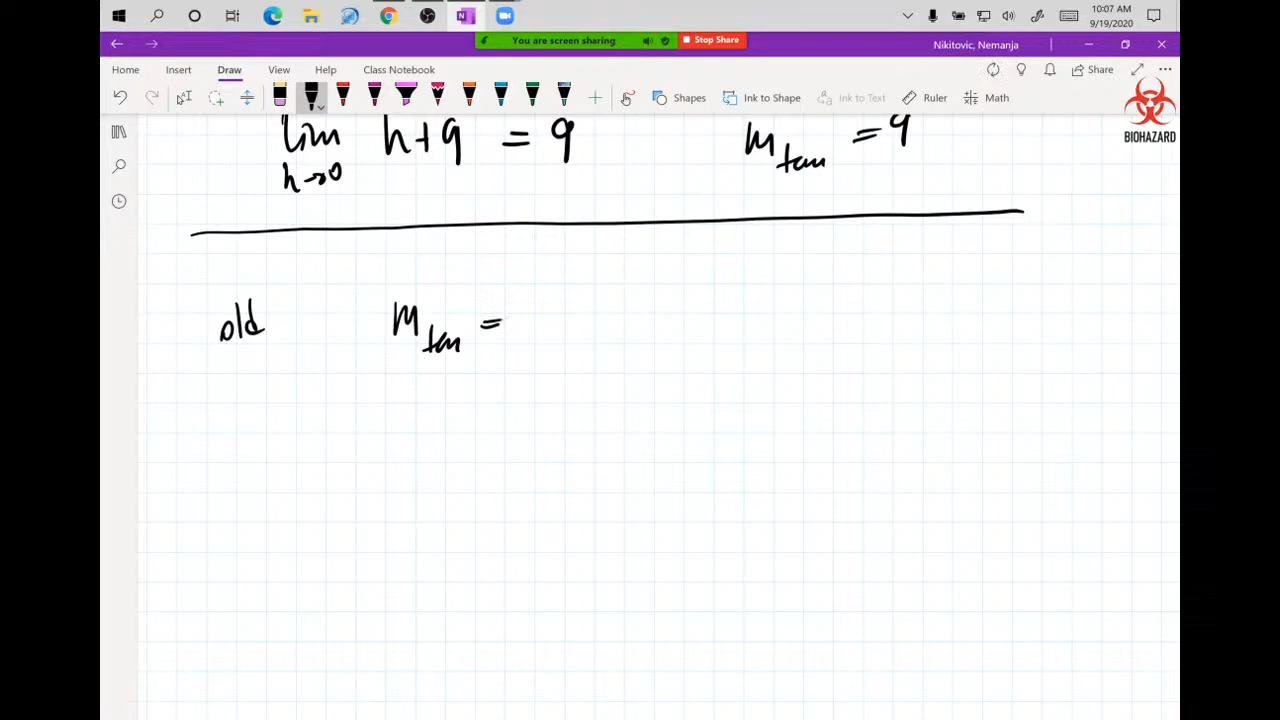 10:07 AM
9/19/2020
You are screen sharing
Stop Share
Nikitovic, Nemanja
Home Insert Draw View Help Class Notebook
Share
Shapes Ink to Shape Ink to Text Ruler Math
BIOHAZARD
lim h+9 = 9 m tan = 9
h→0
old m tan =